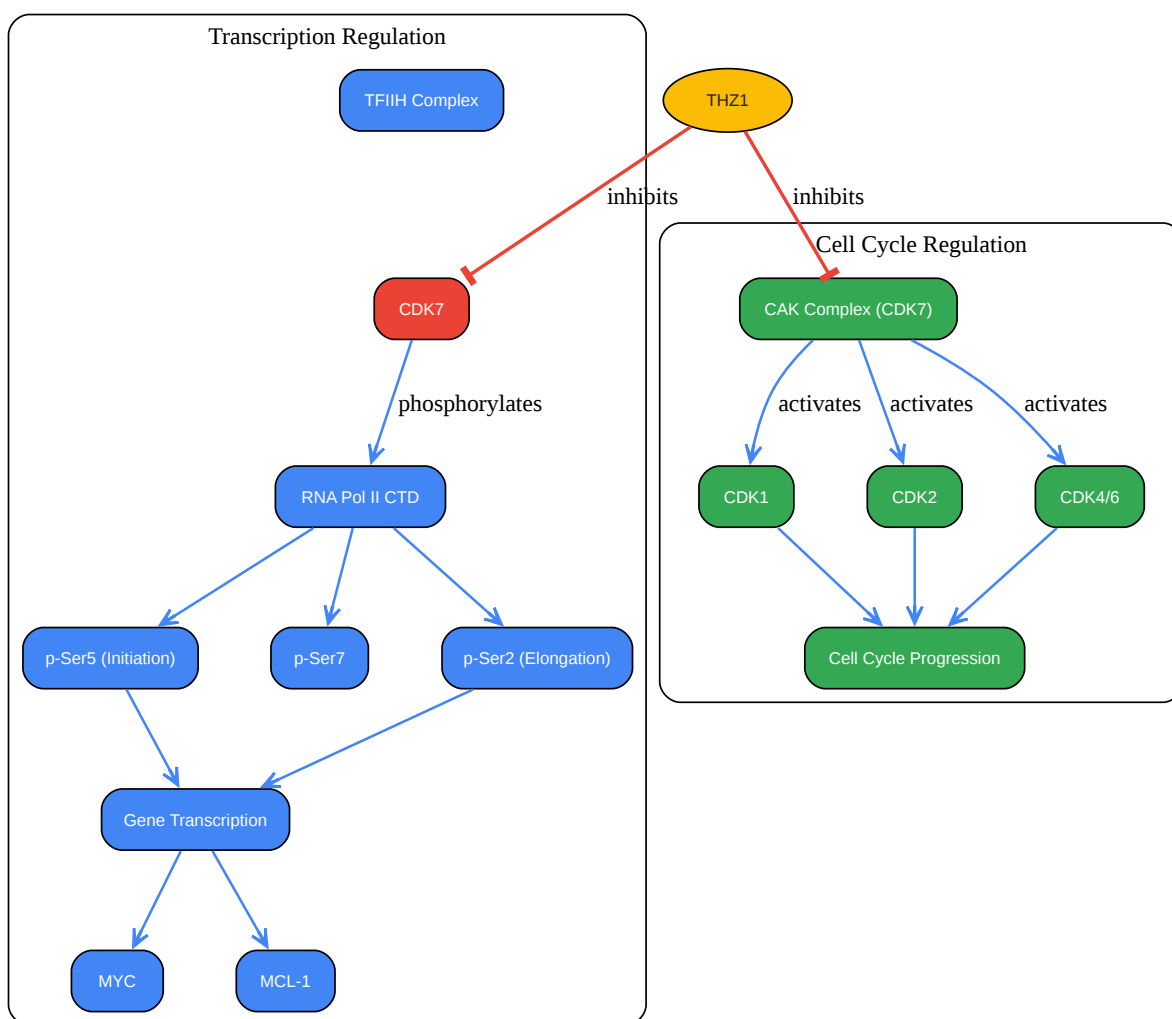 Transcription Regulation
TFIIH Complex
THZ1
inhibits
inhibits
Cell Cycle Regulation
CDK7
CAK Complex (CDK7)
phosphorylates
activates
activates
activates
RNA Pol II CTD
CDK1
CDK2
CDK4/6
p-Ser5 (Initiation)
p-Ser7
p-Ser2 (Elongation)
Cell Cycle Progression
Gene Transcription
MYC
MCL-1